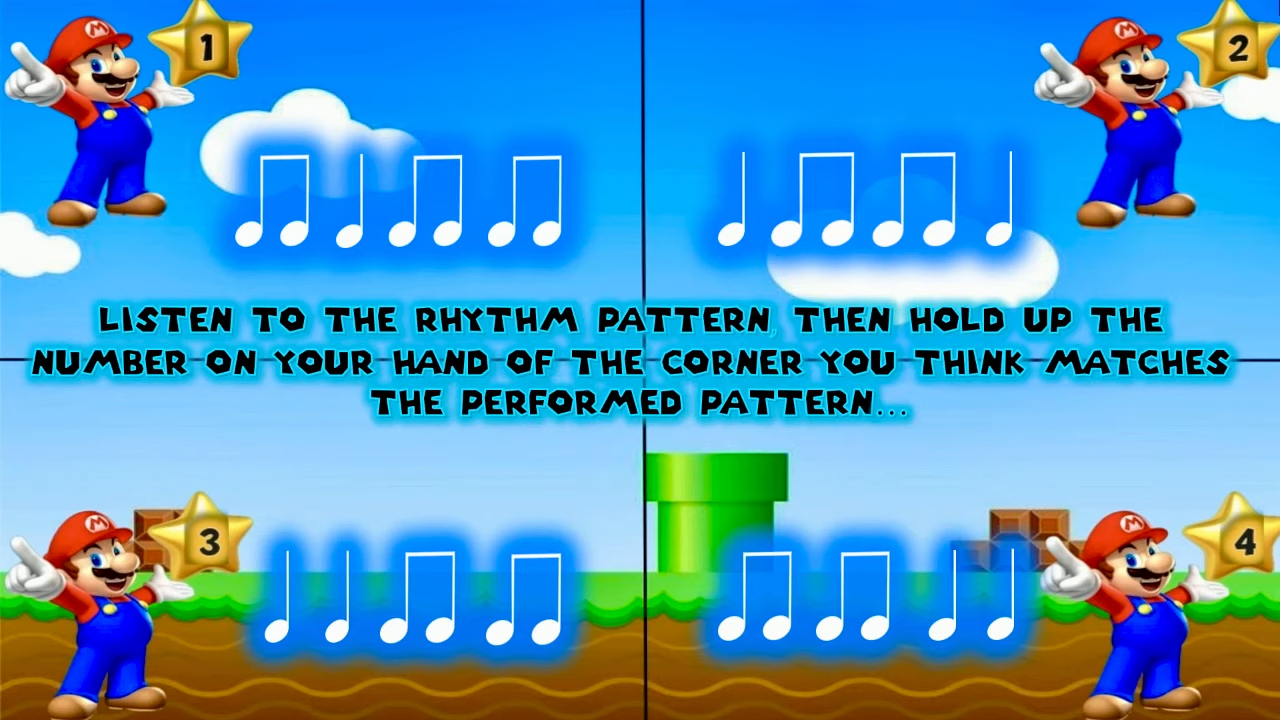 1
2
LISTEN TO THE RHYTHM PATTERN, THEN HOLD UP THE
NUMBER ON YOUR HAND OF THE CORNER YOU THINK MATCHES
THE PERFORMED PATTERN...
3
4
M
M
M
M